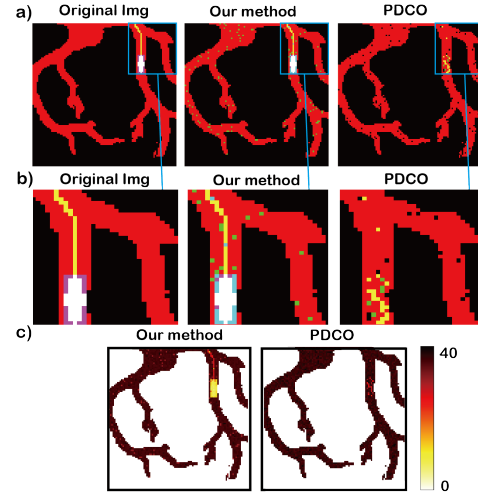 a) Original Img Our method PDCO
b) Original Img Our method PDCO
c) Our method PDCO
40
0